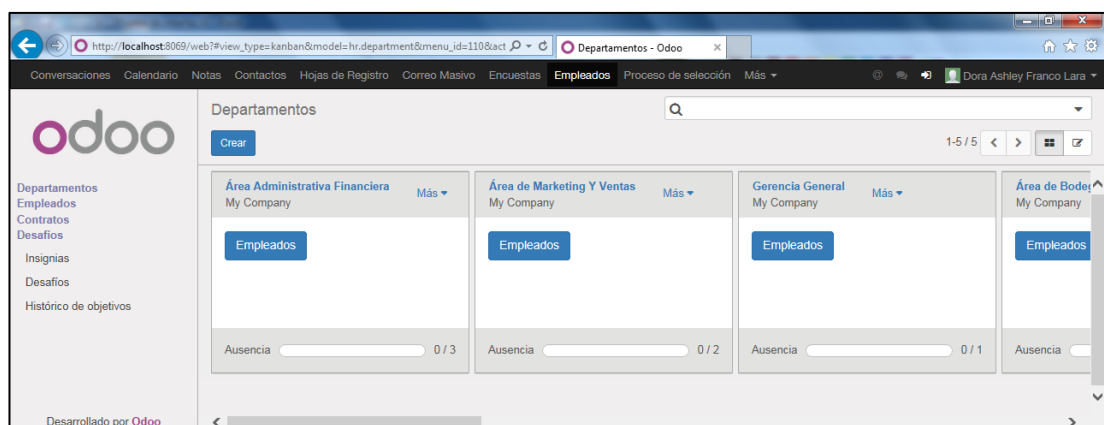 http://localhost:8069/web?#view_type=kanban&model=hr.department&menu_id=110&act
Departamentos - Odoo
Conversaciones Calendario Notas Contactos Hojas de Registro Correo Masivo Encuestas Empleados Proceso de selección Más Dora Ashley Franco Lara
odoo
Departamentos
Crear
1-5 / 5
Departamentos
Empleados
Contratos
Desafíos
Insignias
Desafíos
Histórico de objetivos
Desarrollado por Odoo
Área Administrativa Financiera Más
My Company
Empleados
Ausencia 0 / 3
Área de Marketing Y Ventas Más
My Company
Empleados
Ausencia 0 / 2
Gerencia General Más
My Company
Empleados
Ausencia 0 / 1
Área de
My Company
Empleados
Ausencia